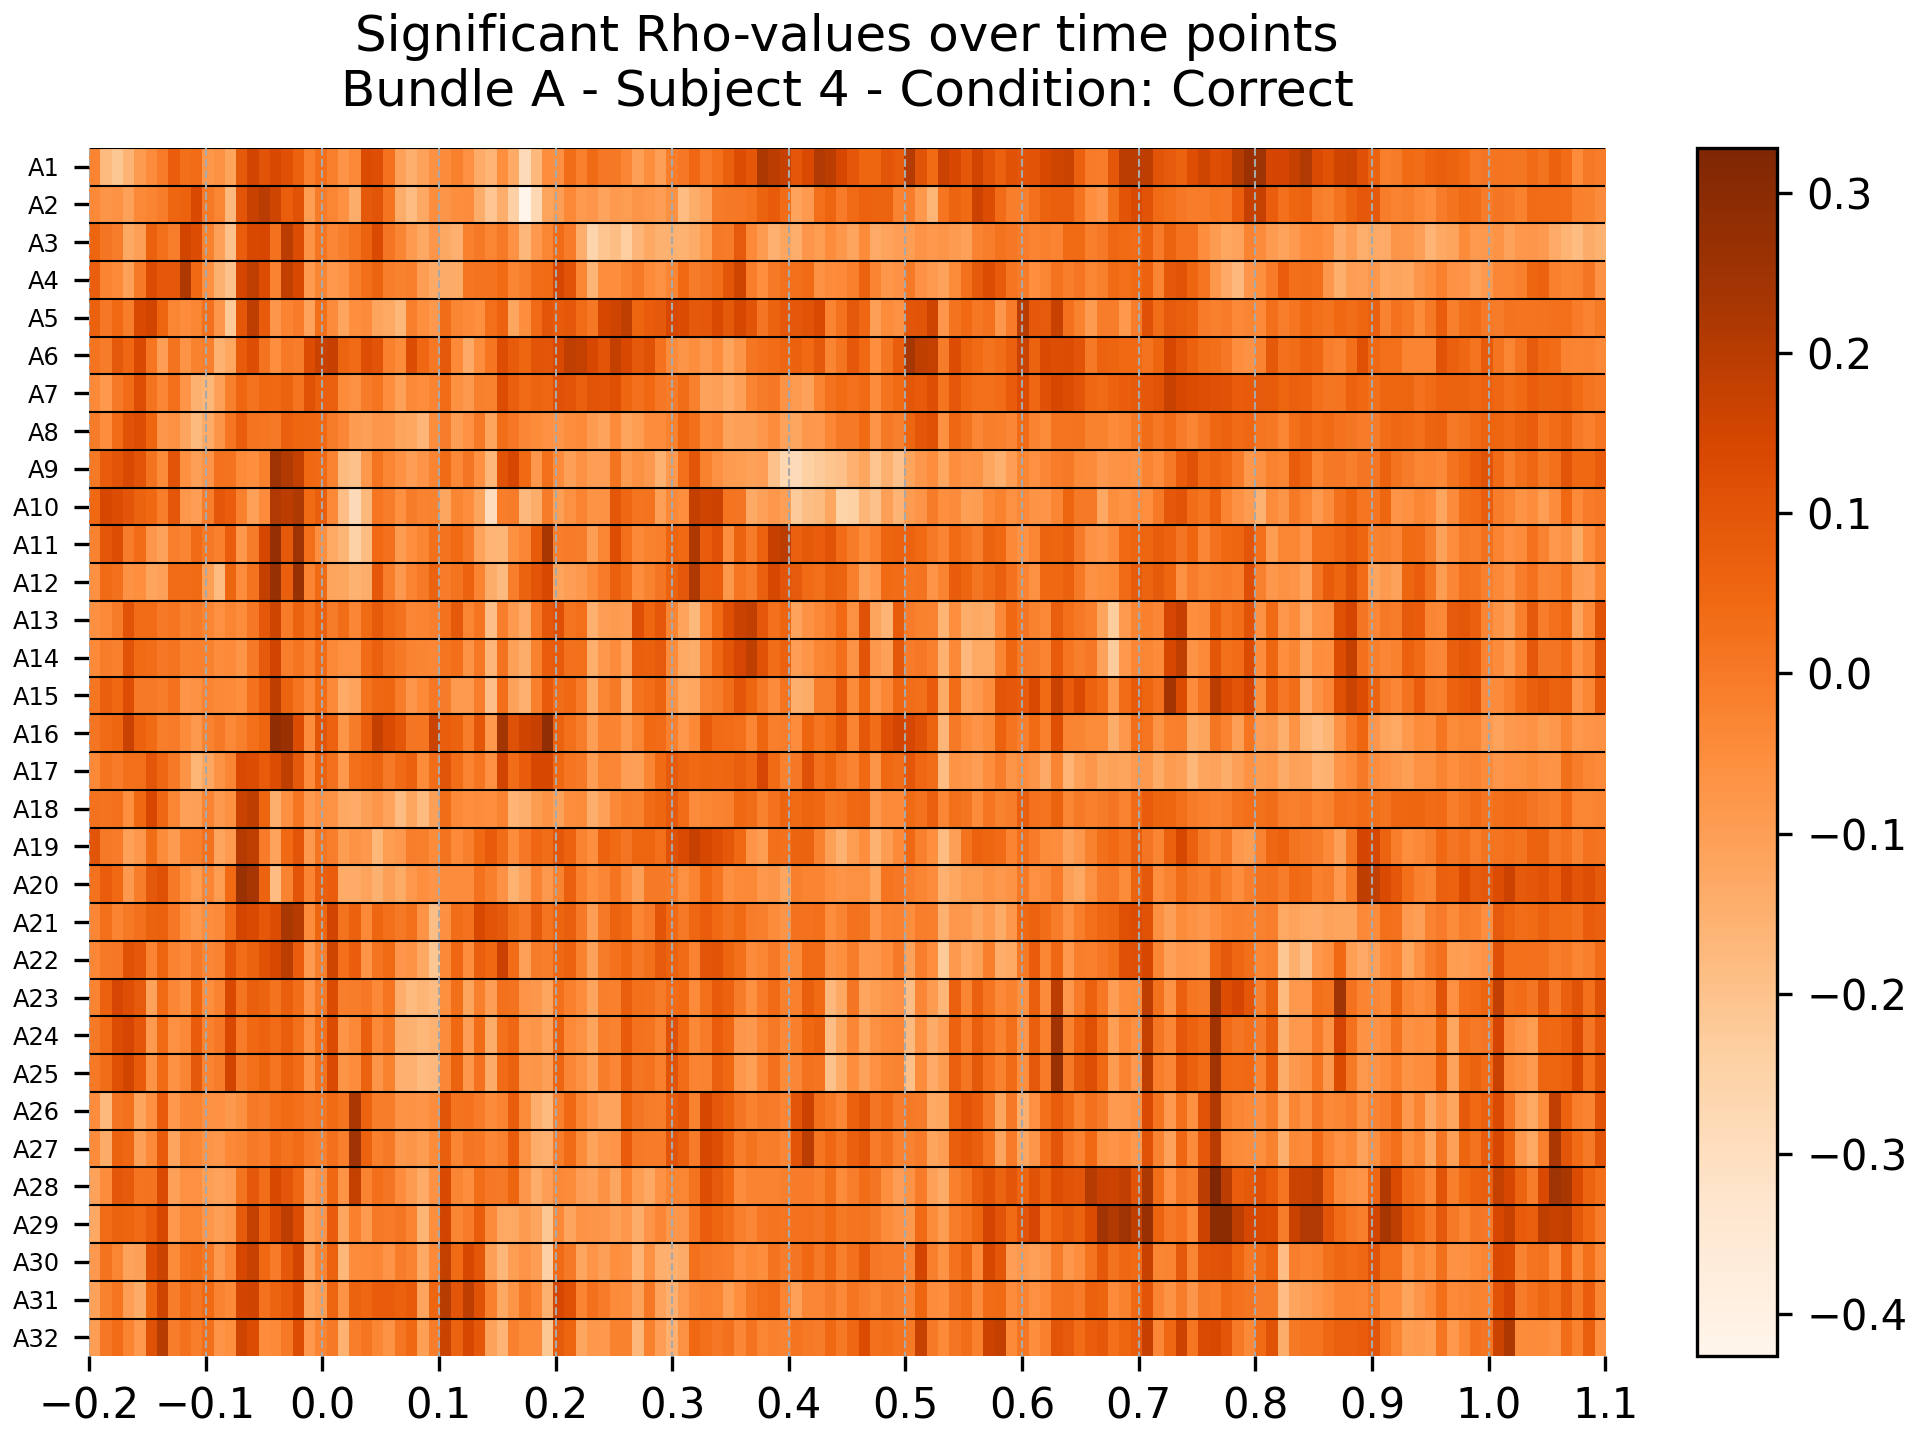 Significant Rho-values over time points
Bundle A - Subject 4 - Condition: Correct
A1
A2
A3
A4
A5
A6
A7
A8
A9
A10
A11
A12
A13
A14
A15
A16
A17
A18
A19
A20
A21
A22
A23
A24
A25
A26
A27
A28
A29
A30
A31
A32
−0.2 −0.1 0.0 0.1 0.2 0.3 0.4 0.5 0.6 0.7 0.8 0.9 1.0 1.1
0.3
0.2
0.1
0.0
−0.1
−0.2
−0.3
−0.4